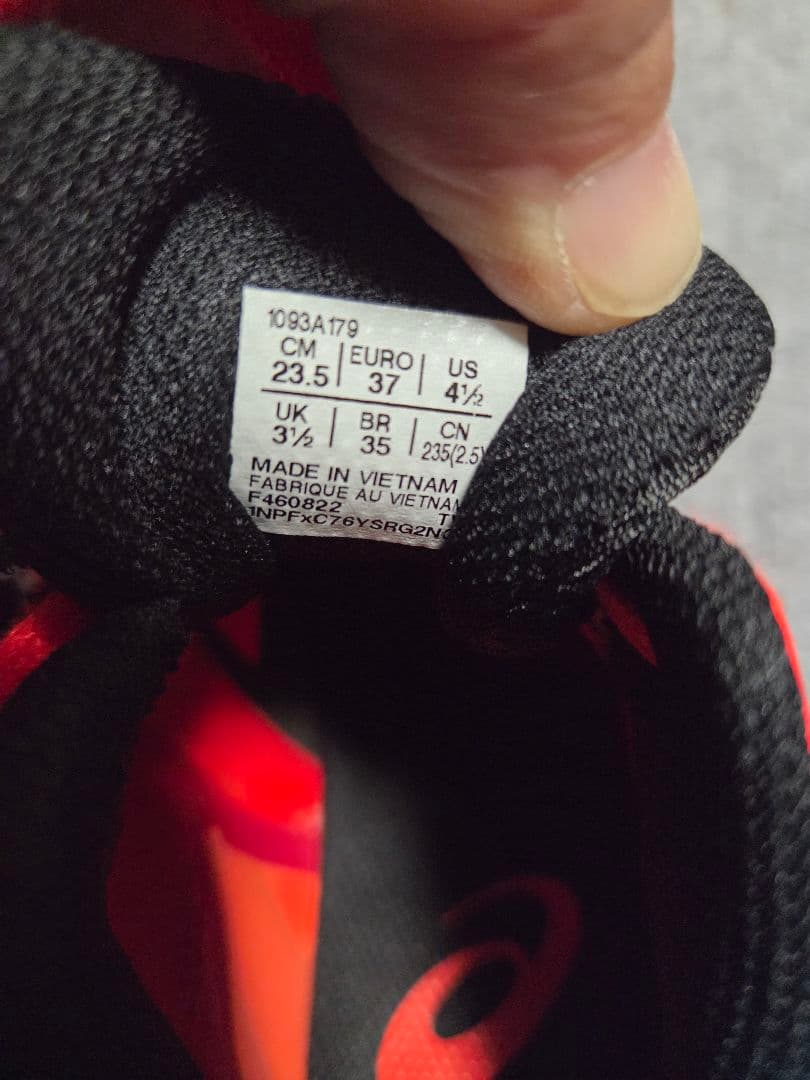 1093A179
CM EURO US
23.5 37 4½
UK BR CN
3½ 35 235(2.5)
MADE IN VIETNAM
FABRIQUE AU VIETNAM
F460822